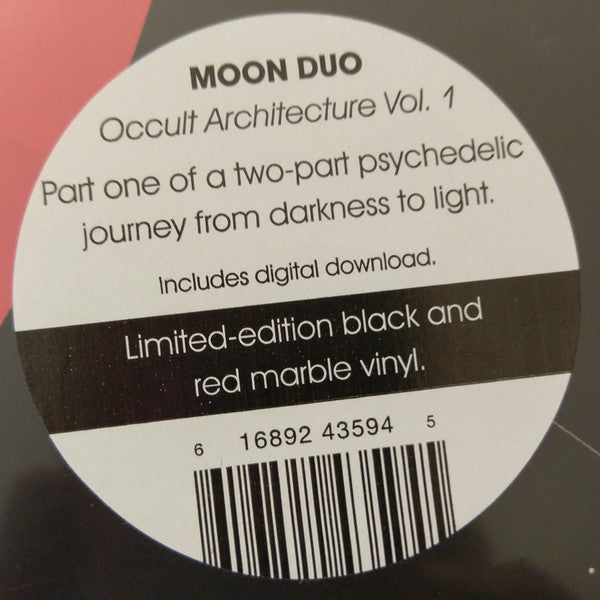 MOON DUO
Occult Architecture Vol. 1
Part one of a two-part psychedelic
journey from darkness to light.
Includes digital download.
Limited-edition black and
red marble vinyl.
6 16892 43594 5